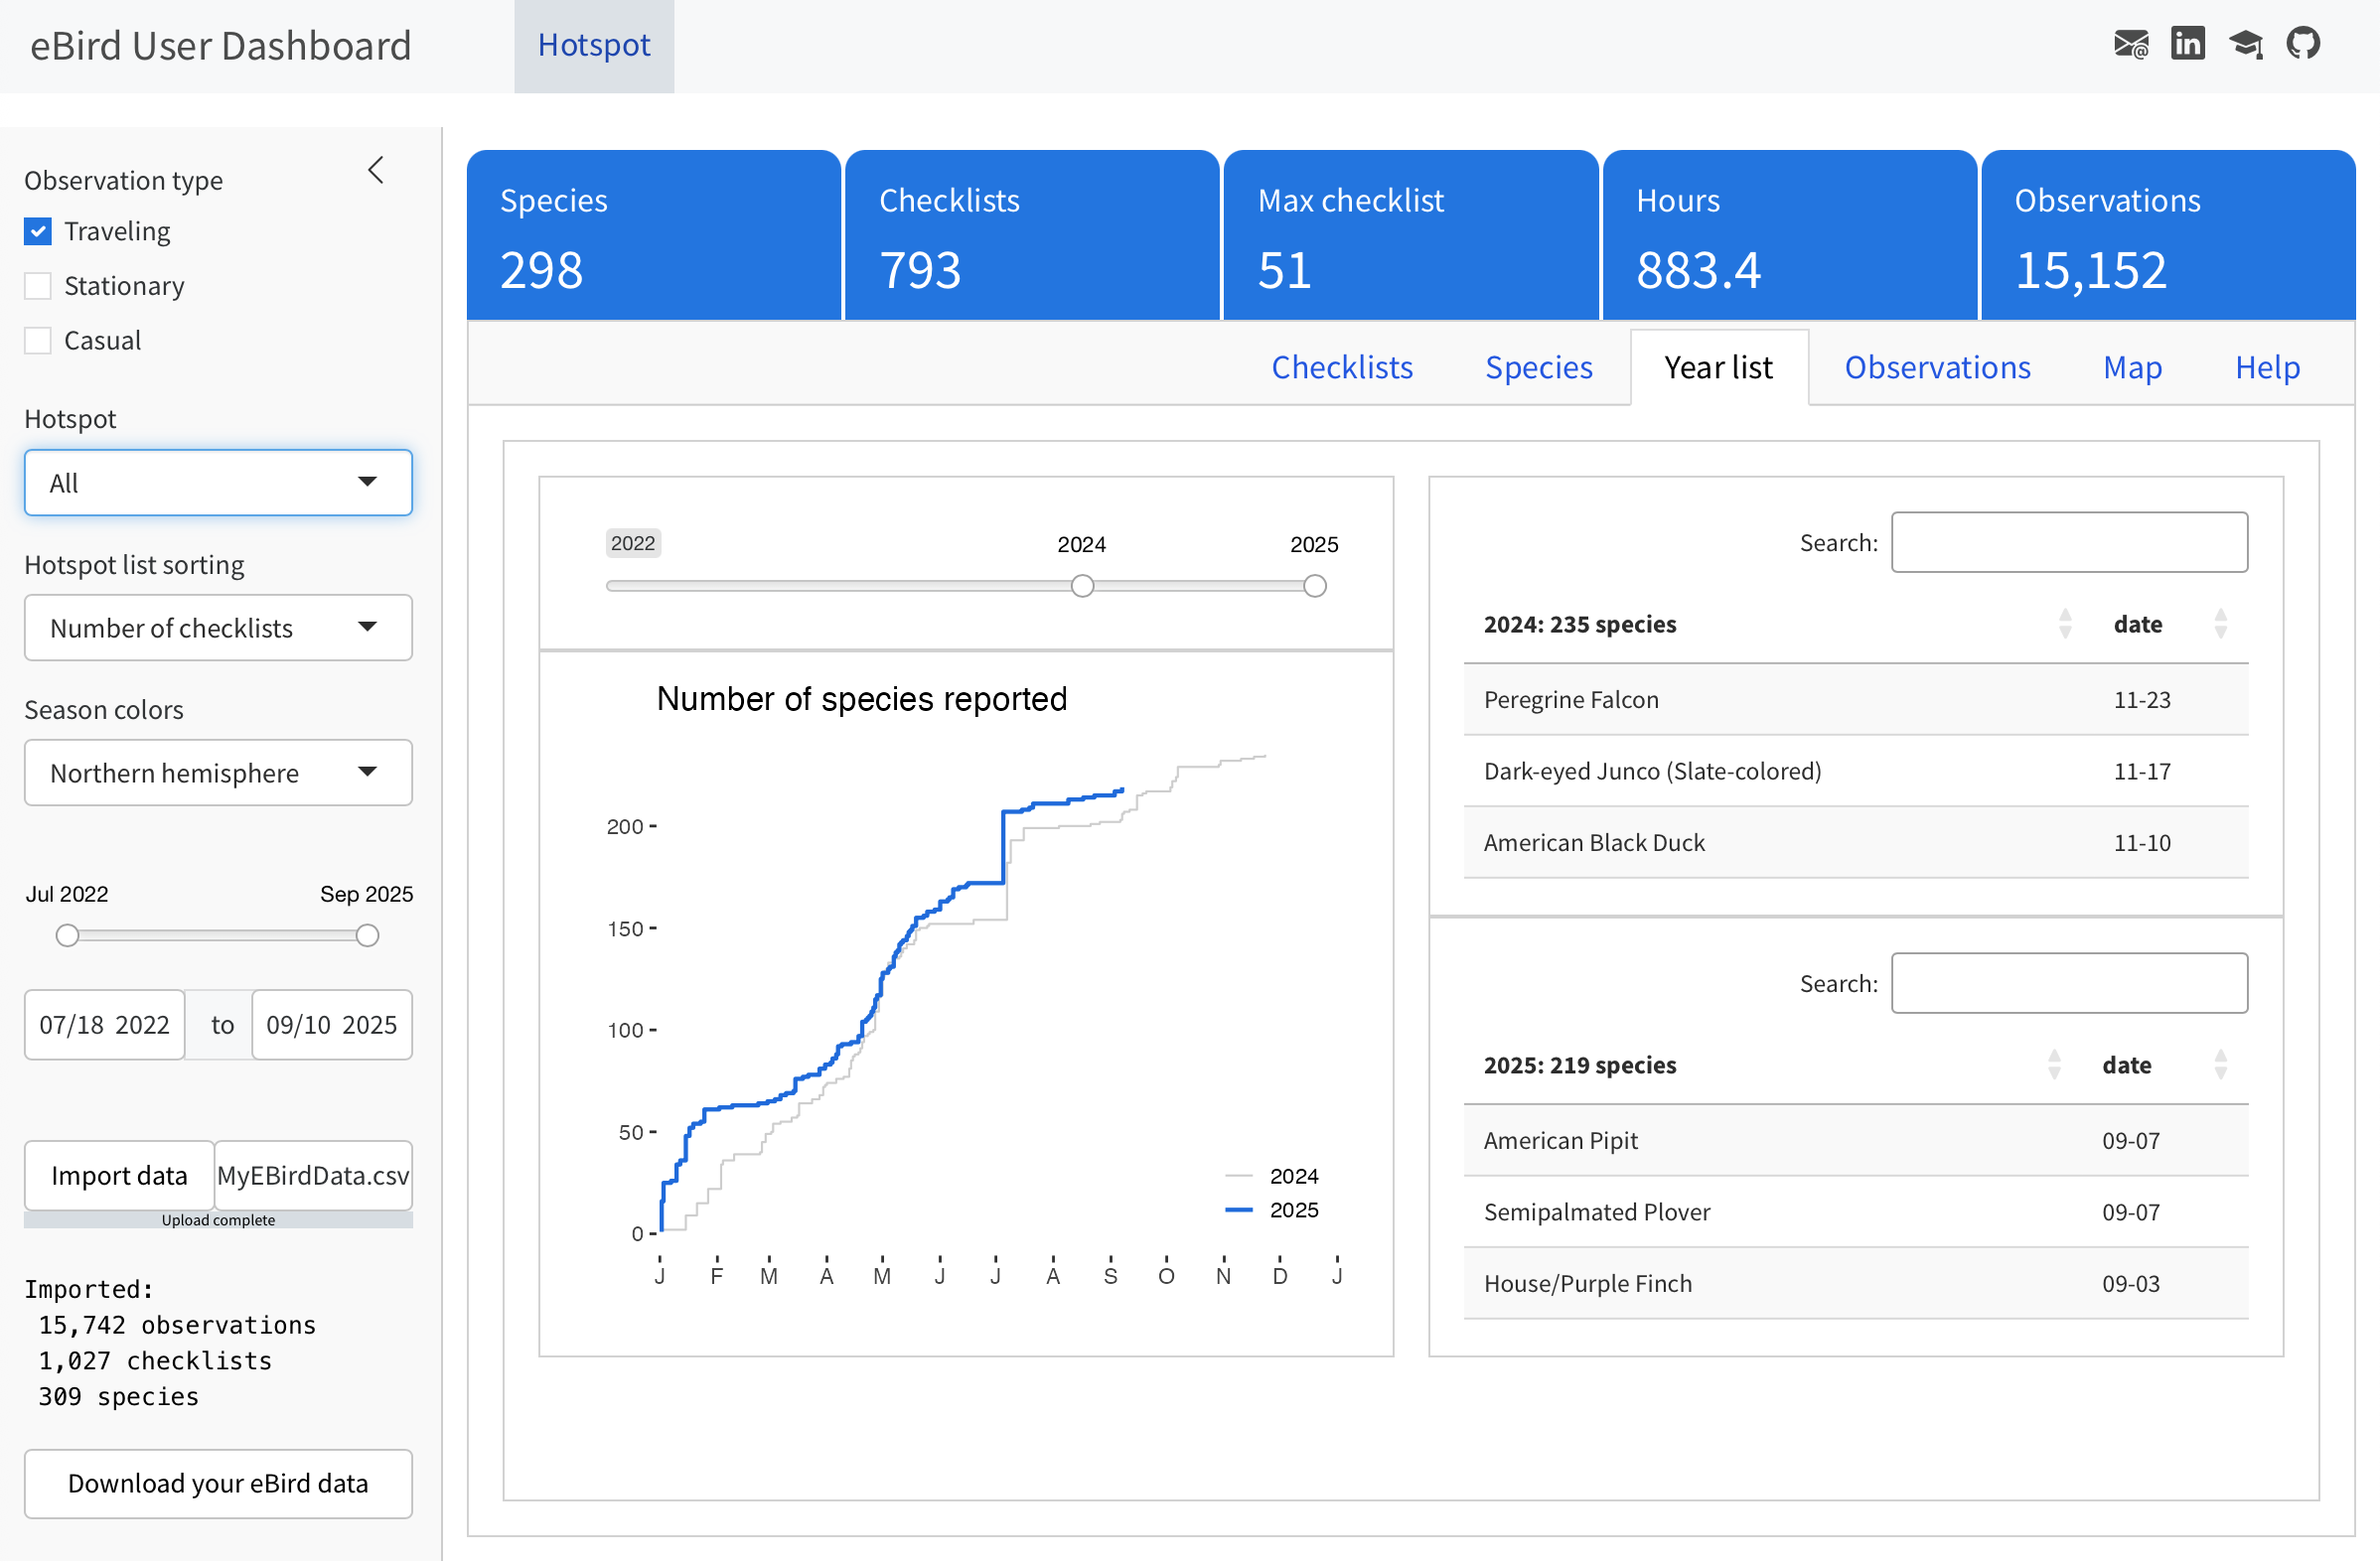 eBird User Dashboard
Hotspot
Observation type
Traveling
Stationary
Casual
Hotspot
All
Hotspot list sorting
Number of checklists
Season colors
Northern hemisphere
Jul 2022 Sep 2025
07/18 2022 to 09/10 2025
Import data MyEBirdData.csv
Upload complete
Imported:
15,742 observations
1,027 checklists
309 species
Download your eBird data
Species
298
Checklists
793
Max checklist
51
Hours
883.4
Observations
15,152
Checklists Species Year list Observations Map Help
2022 2024 2025
Number of species reported
200
150
100
50
0
J F M A M J J A S O N D J
2024
2025
Search:
2024: 235 species date
Peregrine Falcon 11-23
Dark-eyed Junco (Slate-colored) 11-17
American Black Duck 11-10
Search:
2025: 219 species date
American Pipit 09-07
Semipalmated Plover 09-07
House/Purple Finch 09-03